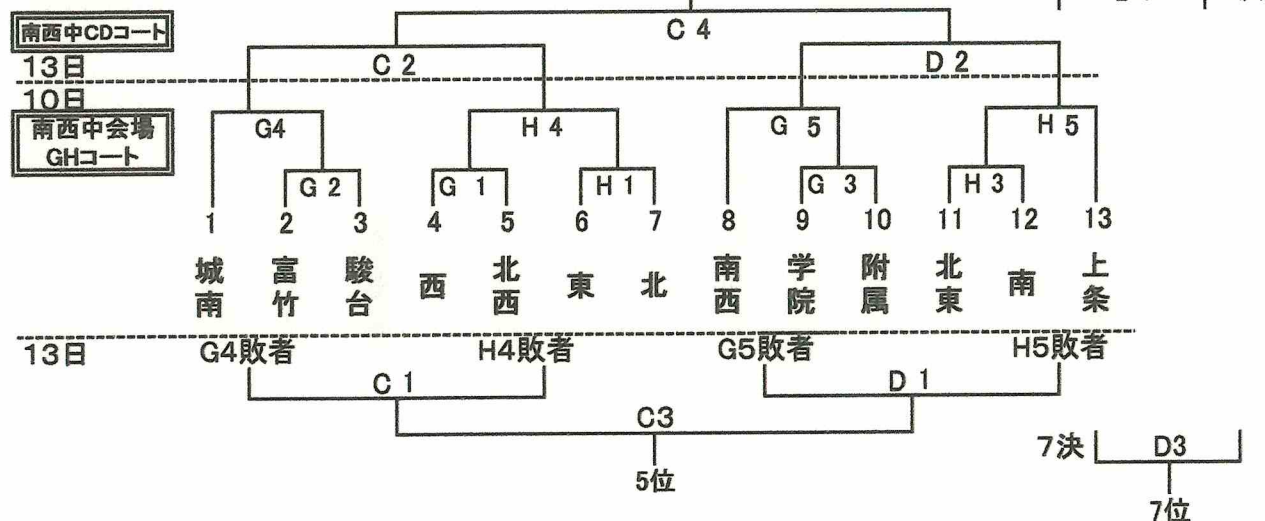 南西中CDコート
C 4
13日
C 2
D 2
10日
南西中会場
GHコート
G4
H 4
G 5
H 5
G 2
G 1
H 1
G 3
H 3
1 2 3 4 5 6 7 8 9 10 11 12 13
城南 富竹 駿台 西 北西 東 北 南西 学院 附属 北東 南 上条
13日
G4敗者 H4敗者 G5敗者 H5敗者
C 1
D 1
C3
5位
7決 D3
7位